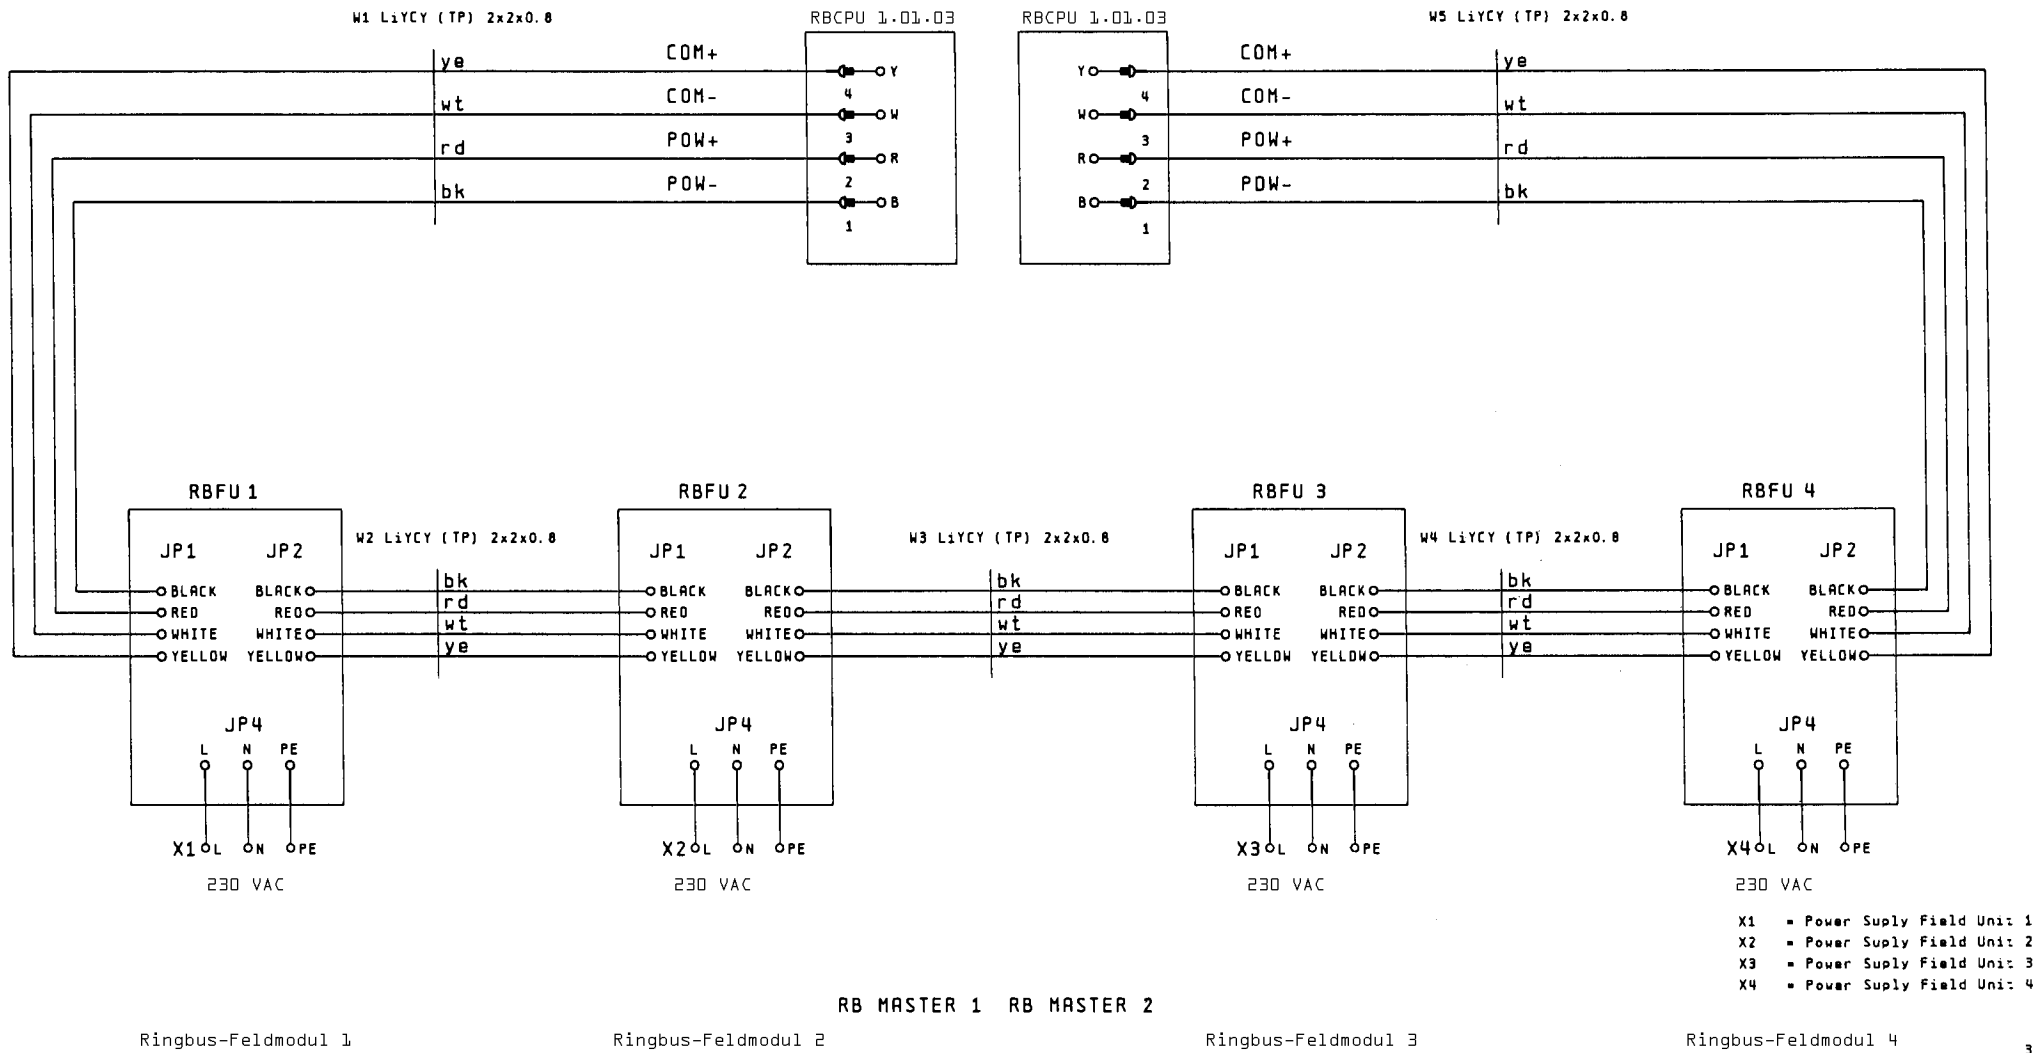 W1 LiYCY (TP) 2x2x0.8 RBCPU 1.01.03 RBCPU 1.01.03 W5 LiYCY (TP) 2x2x0.8
ye COM+ Y Y COM+ ye
4 4
wt COM- W W COM- wt
3 3
rd POW+ R R POW+ rd
2 2
bk POW- B B POW- bk
1 1
RBFU 1 RBFU 2 RBFU 3 RBFU 4
W2 LiYCY (TP) 2x2x0.8 W3 LiYCY (TP) 2x2x0.8 W4 LiYCY (TP) 2x2x0.8
JP1 JP2 JP1 JP2 JP1 JP2 JP1 JP2
BLACK BLACK bk BLACK BLACK bk BLACK BLACK bk BLACK BLACK
RED RED rd RED RED rd RED RED rd RED RED
WHITE WHITE wt WHITE WHITE wt WHITE WHITE wt WHITE WHITE
YELLOW YELLOW ye YELLOW YELLOW ye YELLOW YELLOW ye YELLOW YELLOW
JP4 JP4 JP4 JP4
L N PE L N PE L N PE L N PE
X1 L N PE X2 L N PE X3 L N PE X4 L N PE
230 VAC 230 VAC 230 VAC 230 VAC
X1 = Power Suply Field Unit 1
X2 = Power Suply Field Unit 2
X3 = Power Suply Field Unit 3
X4 = Power Suply Field Unit 4
RB MASTER 1 RB MASTER 2
Ringbus-Feldmodul 1 Ringbus-Feldmodul 2 Ringbus-Feldmodul 3 Ringbus-Feldmodul 4
3